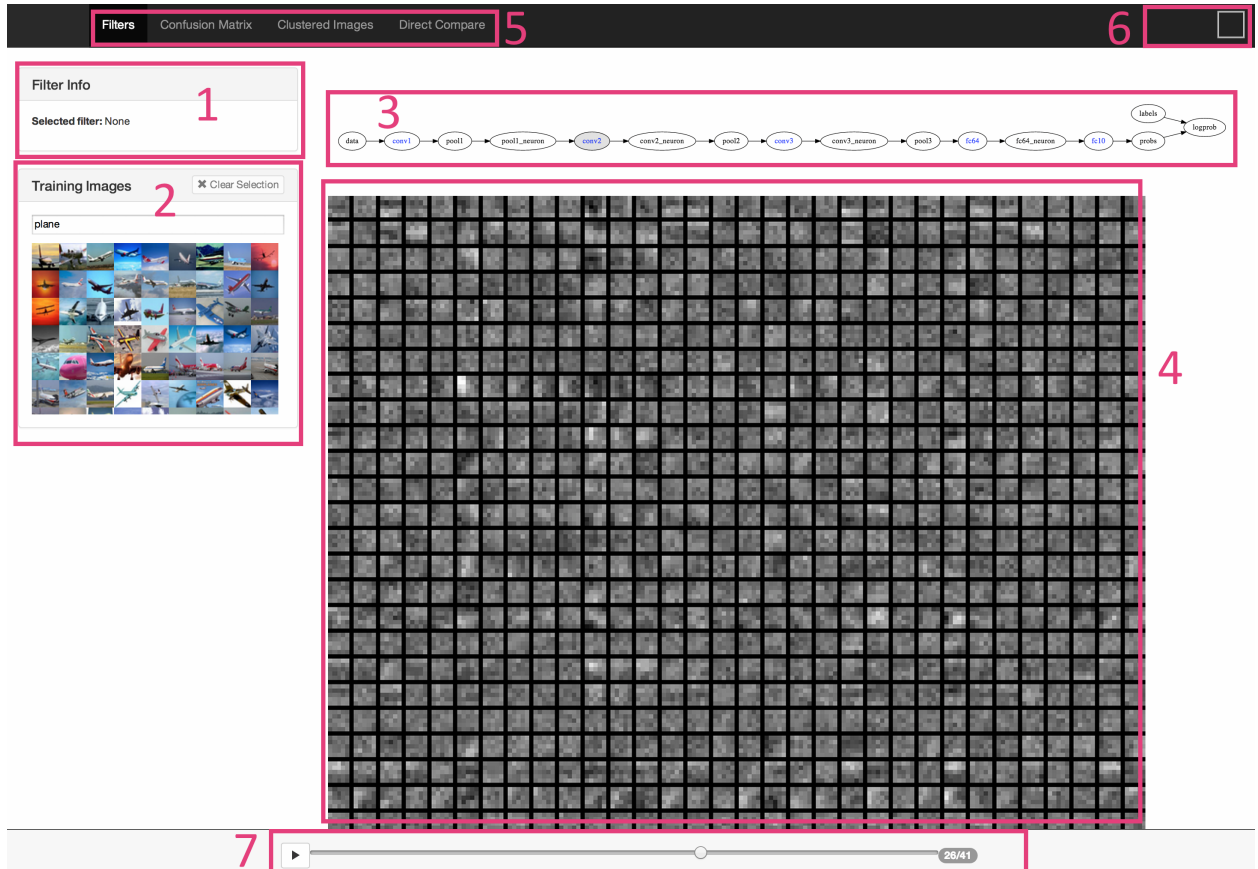 Filters Confusion Matrix Clustered Images Direct Compare 5 6
Filter Info
1
Selected filter: None
3
labels
logprob
data conv1 pool1 pool1_neuron conv2 conv2_neuron pool2 conv3 conv3_neuron pool3 fc64 fc64_neuron fc10 probs
Training Images 2 ✖ Clear Selection
plane
4
7
26/41